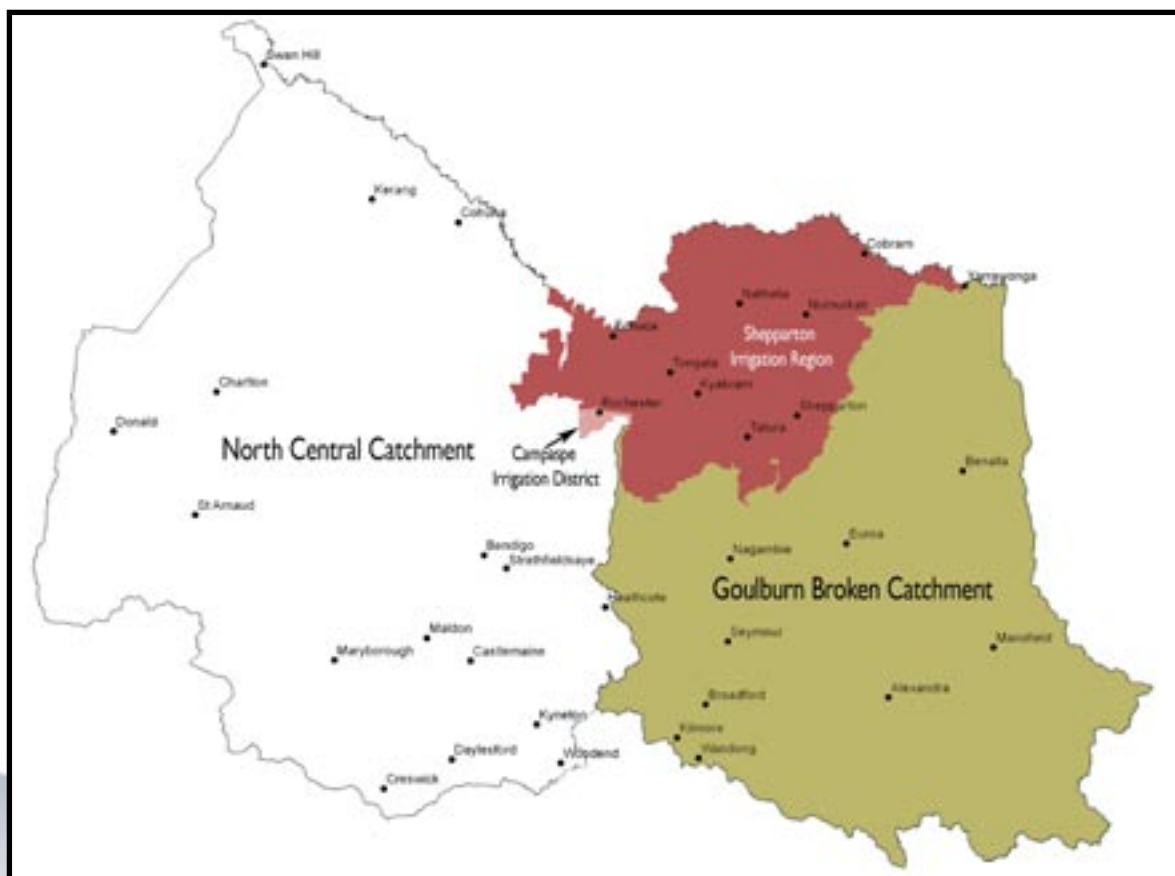 Swan Hill
Kerang
Cohuna
Cobram
Yarrawonga
Nathalia
Numurkah
Echuca
Shepparton
Irrigation Region
Tongala
Kyabram
Charlton
Rochester
Shepparton
Donald
Tatura
North Central Catchment
Campaspe
Irrigation District
Benalla
St Arnaud
Euroa
Bendigo
Nagambie
Strathfieldsaye
Goulburn Broken Catchment
Heathcote
Maldon
Seymour
Mansfield
Maryborough
Castlemaine
Alexandra
Broadford
Kyneton
Kilmore
Daylesford
Woodend
Wandong
Creswick